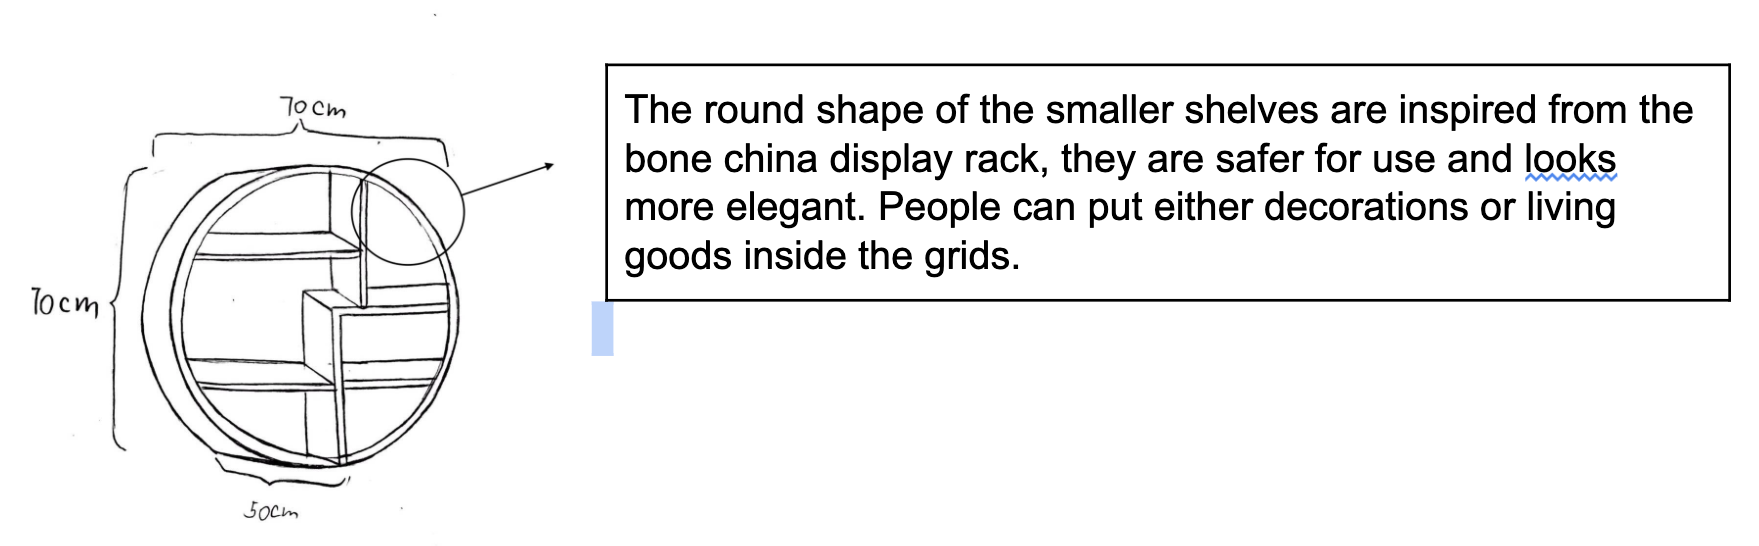 70cm
The round shape of the smaller shelves are inspired from the
bone china display rack, they are safer for use and looks
more elegant. People can put either decorations or living
goods inside the grids.
70cm
50cm